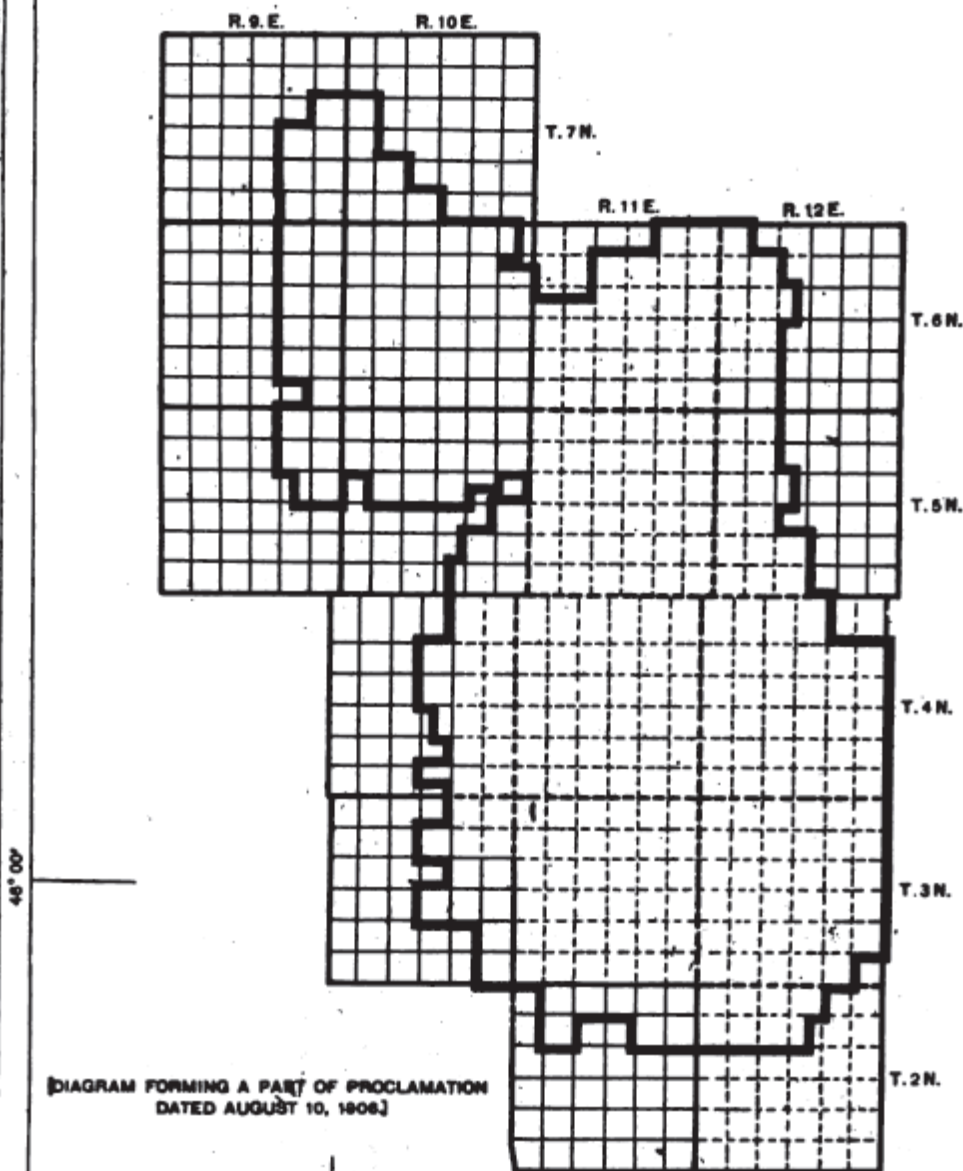 R. 9. E. R. 10 E.
T. 7 N.
R. 11 E. R. 12 E.
T. 6 N.
T. 5 N.
T. 4 N.
46° 00'
T. 3 N.
T. 2 N.
[DIAGRAM FORMING A PART OF PROCLAMATION
DATED AUGUST 10, 1906.]